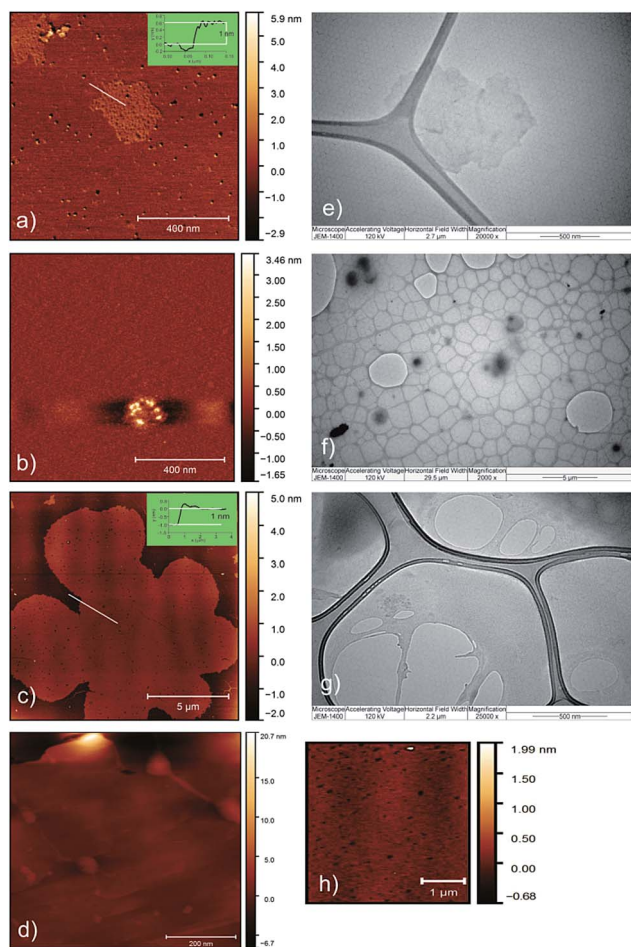 5.9 nm
5.0
4.0
3.0
2.0
1.0
0.0
−1.0
−2.9
1 nm
a)
400 nm
3.46 nm
3.00
2.50
2.00
1.50
1.00
0.50
0.00
−0.50
−1.00
−1.65
b)
400 nm
5.0 nm
4.0
3.0
2.0
1.0
0.0
−1.0
−2.0
1 nm
c)
5 µm
20.7 nm
15.0
10.0
5.0
0.0
−6.7
d)
200 nm
e)
Microscope Accelerating Voltage Horizontal Field Width Magnification
JEM-1400 120 kV 2.7 µm 20000 x 500 nm
f)
Microscope Accelerating Voltage Horizontal Field Width Magnification
JEM-1400 120 kV 29.5 µm 2000 x 5 µm
g)
Microscope Accelerating Voltage Horizontal Field Width Magnification
JEM-1400 120 kV 2.2 µm 25000 x 500 nm
1.99 nm
1.50
1.00
0.50
0.00
−0.68
h)
1 µm